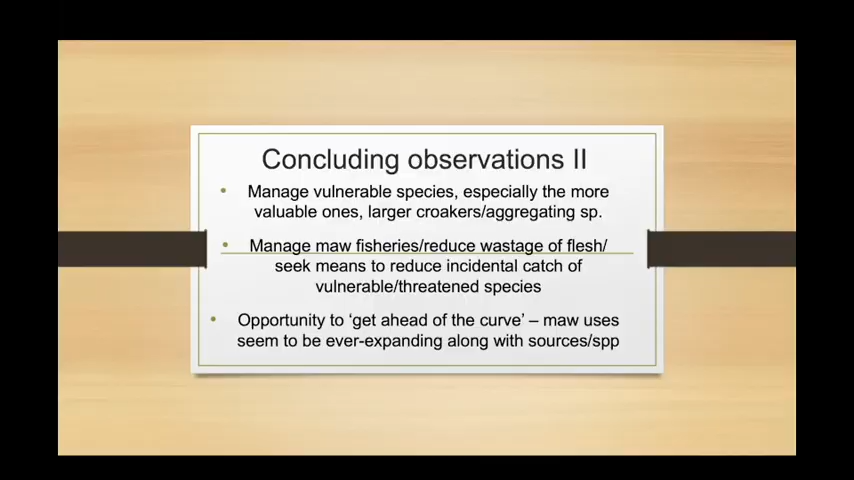 Concluding observations II
• Manage vulnerable species, especially the more
valuable ones, larger croakers/aggregating sp.
• Manage maw fisheries/reduce wastage of flesh/
seek means to reduce incidental catch of
vulnerable/threatened species
• Opportunity to ‘get ahead of the curve’ – maw uses
seem to be ever-expanding along with sources/spp